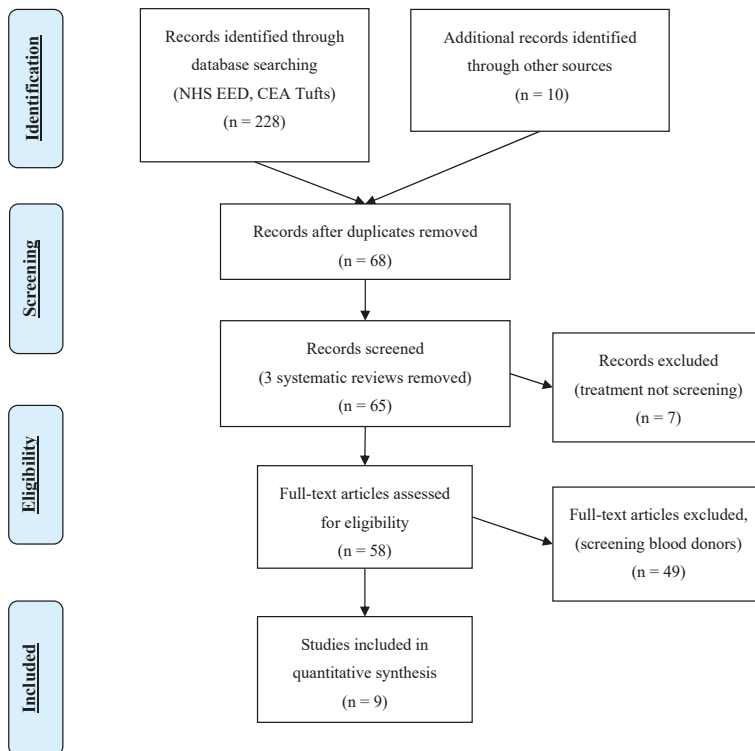 Identification
Records identified through
database searching
(NHS EED, CEA Tufts)
(n = 228)
Additional records identified
through other sources
(n = 10)
Screening
Records after duplicates removed
(n = 68)
Records screened
(3 systematic reviews removed)
(n = 65)
Records excluded
(treatment not screening)
(n = 7)
Eligibility
Full-text articles assessed
for eligibility
(n = 58)
Full-text articles excluded,
(screening blood donors)
(n = 49)
Included
Studies included in
quantitative synthesis
(n = 9)